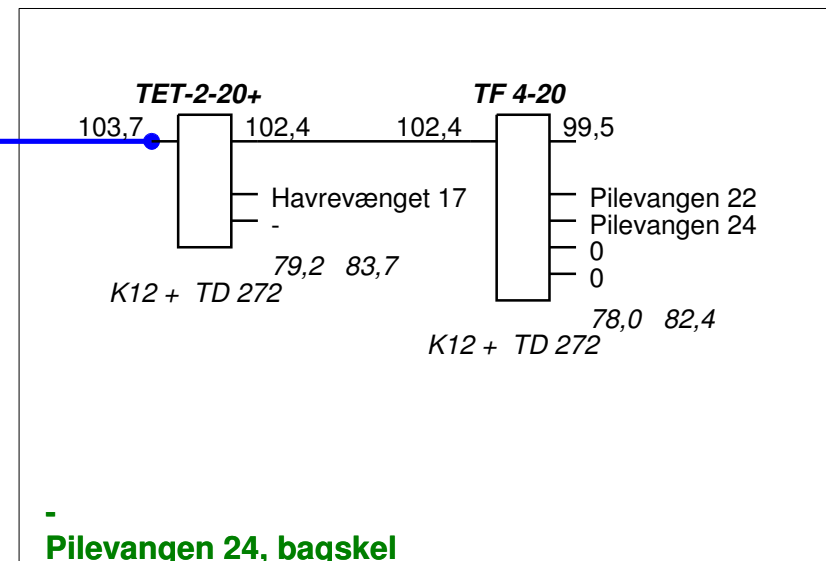 TET-2-20+ TF 4-20
103,7 102,4 102,4 99,5
Havrevænget 17 Pilevangen 22
- Pilevangen 24
0
79,2 83,7 0
K12 + TD 272 78,0 82,4
K12 + TD 272
-
Pilevangen 24, bagskel